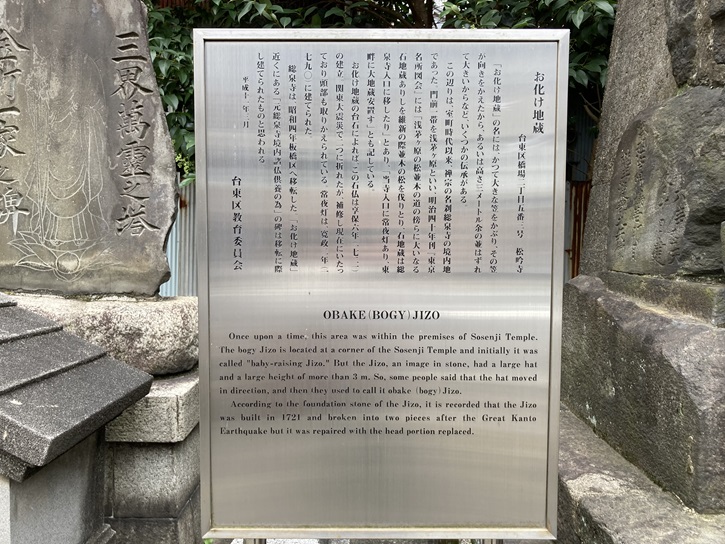 お化け地蔵
台東区橋場二丁目五番三号 松吟寺
「お化け地蔵」の名には、かつて大きな笠をかぶり、その笠
が向きをかえたから、あるいは高さ三メートル余の並はずれ
て大きいからなど、いくつかの伝承がある。
この辺りは、室町時代以来、禅宗の名刹総泉寺の境内地
であった。門前一帯を浅茅ヶ原といい、明治四十年刊『東京
名所図会』には「浅茅ヶ原の松並木の道の傍らに大いなる
石地蔵ありしを維新の際並木の松を伐りとり、石地蔵は総
泉寺入口に移したり」とあり、「当寺入口に常夜灯あり、東
畔に大地蔵安置す」とも記している。
お化け地蔵の台石によれば、この石仏は享保六年(一七二一)
の建立。関東大震災で二つに折れたが、補修し現在にいたっ
ており頭部も取りかえられている。常夜灯は、寛政二年(一
七九〇)に建てられた。
総泉寺は、昭和四年板橋区へ移転した。「お化け地蔵」
近くにある「元総泉寺境内諸仏供養の為」の碑は移転に際
し建てられたものと思われる。
平成十一年三月
台東区教育委員会
OBAKE(BOGY)JIZO
Once upon a time, this area was within the premises of Sosenji Temple.
The bogy Jizo is located at a corner of the Sosenji Temple and initially it was
called "baby-raising Jizo." But the Jizo, an image in stone, had a large hat
and a large height of more than 3 m. So, some people said that the hat moved
in direction, and then they used to call it obake (bogy)Jizo.
According to the foundation stone of the Jizo, it is recorded that the Jizo
was built in 1721 and broken into two pieces after the Great Kanto
Earthquake but it was repaired with the head portion replaced.
三界萬靈之塔
家之碑